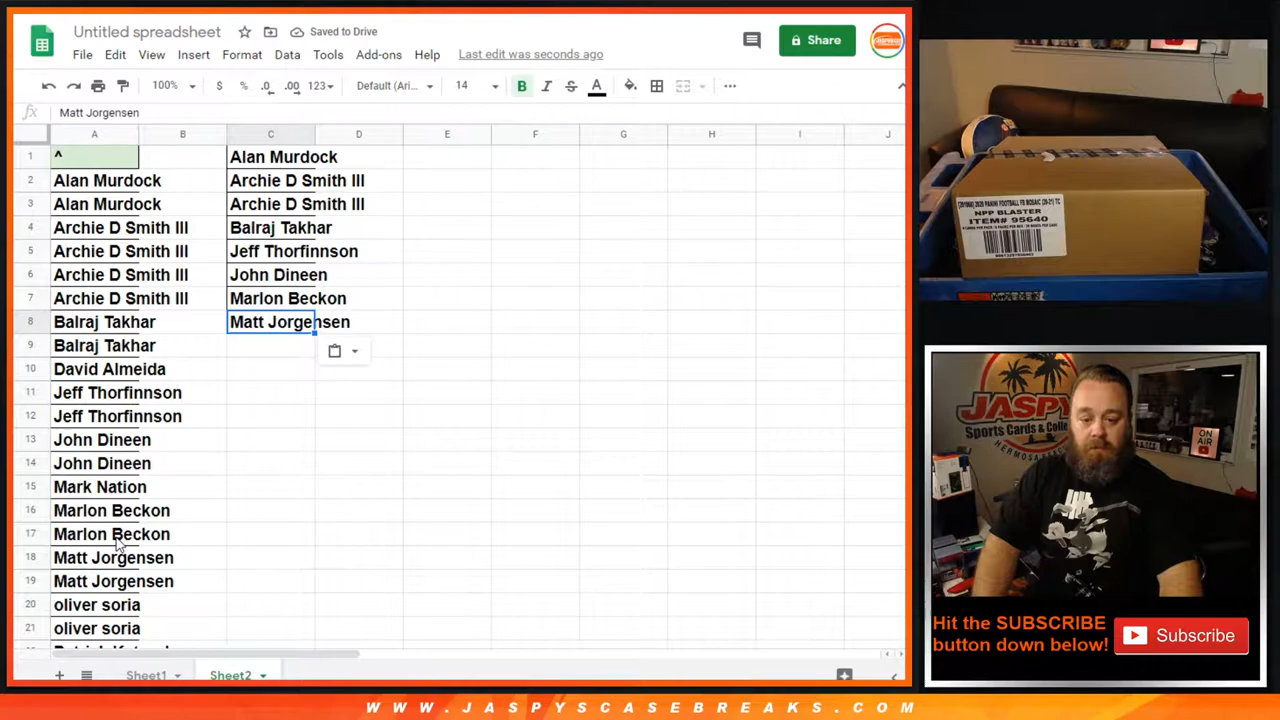 Untitled spreadsheet
Saved to Drive
File Edit View Insert Format Data Tools Add-ons Help Last edit was seconds ago
Share
100% $ % .0 .00 123 Default (Ari... 14 B I S A
fx Matt Jorgensen
A B C D E F G H I J
1 ^ Alan Murdock
2 Alan Murdock Archie D Smith III
3 Alan Murdock Archie D Smith III
4 Archie D Smith III Balraj Takhar
5 Archie D Smith III Jeff Thorfinnson
6 Archie D Smith III John Dineen
7 Archie D Smith III Marlon Beckon
8 Balraj Takhar Matt Jorgensen
9 Balraj Takhar
10 David Almeida
11 Jeff Thorfinnson
12 Jeff Thorfinnson
13 John Dineen
14 John Dineen
15 Mark Nation
16 Marlon Beckon
17 Marlon Beckon
18 Matt Jorgensen
19 Matt Jorgensen
20 oliver soria
21 oliver soria
Sheet1 Sheet2
NPP BLASTER
ITEM# 95640
JASPY
Sports Cards &
HERMOSA
ON
AIR
Hit the SUBSCRIBE
button down below!
Subscribe
WWW.JASPYSCASEBREAKS.COM